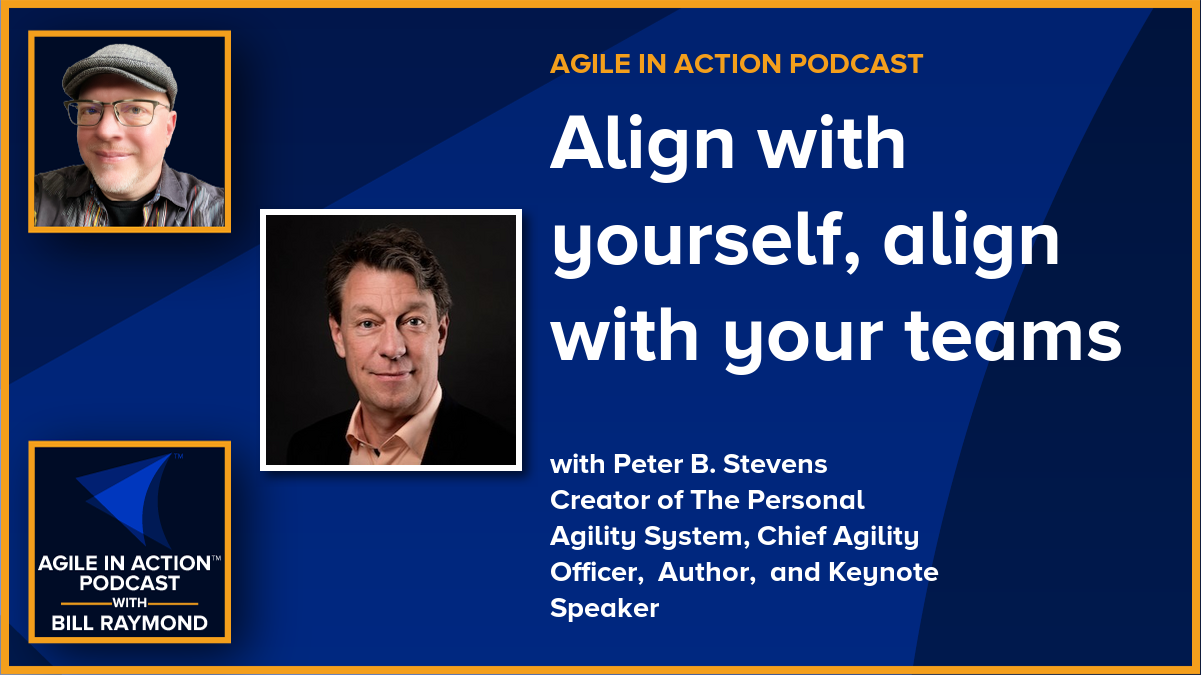 AGILE IN ACTION PODCAST
Align with
yourself, align
with your teams
with Peter B. Stevens
Creator of The Personal
Agility System, Chief Agility
Officer,  Author,  and Keynote
Speaker
TM
AGILE IN ACTION™
PODCAST
WITH
BILL RAYMOND